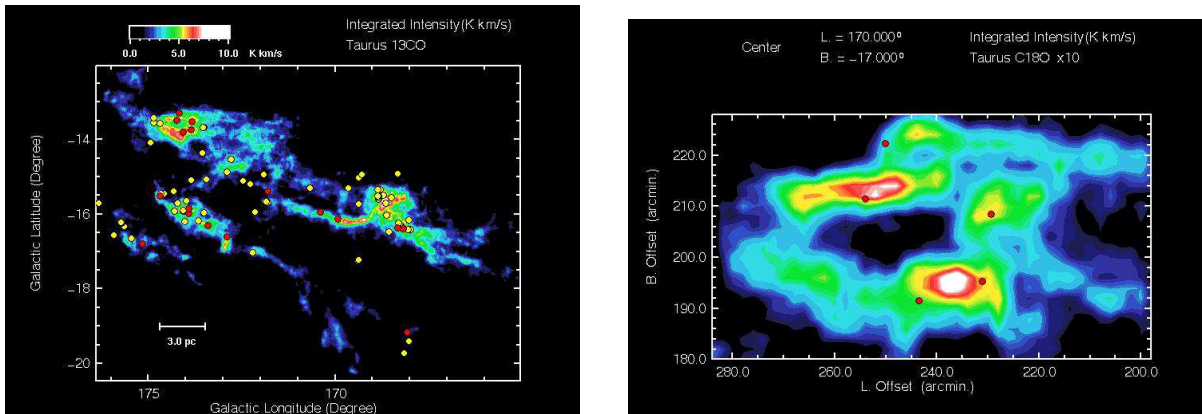 Integrated Intensity(K km/s)
Taurus 13CO
0.0 5.0 10.0 K km/s
Galactic Latitude (Degree)
−14
−16
−18
−20
3.0 pc
175 170
Galactic Longitude (Degree)
Center
L. = 170.000°
B. = −17.000°
Integrated Intensity(K km/s)
Taurus C18O x10
B. Offset (arcmin.)
220.0
210.0
200.0
190.0
180.0
280.0 260.0 240.0 220.0 200.0
L. Offset (arcmin.)